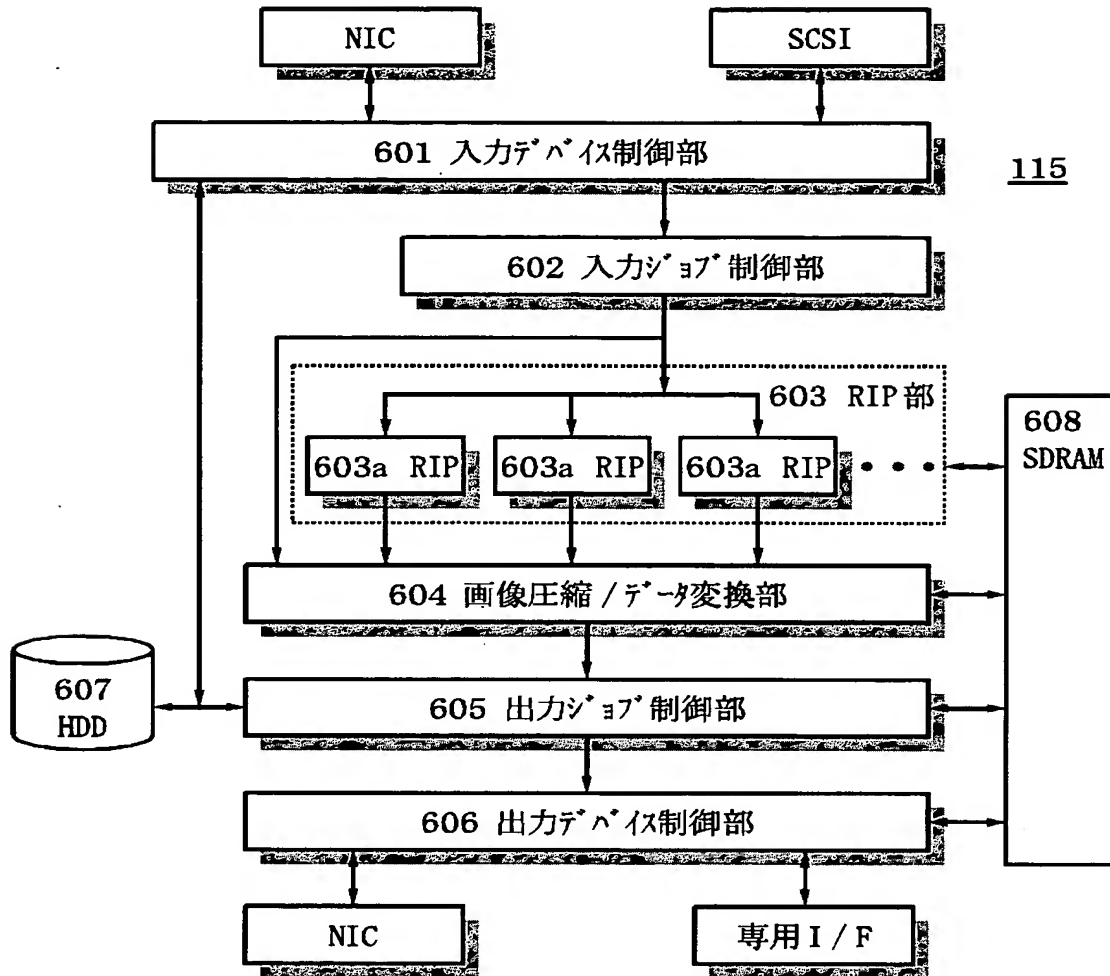 NIC
SCSI
601 入力デバイス制御部
115
602 入力ジョブ制御部
603 RIP部
608
SDRAM
603a RIP
603a RIP
603a RIP
604 画像圧縮/データ変換部
607
HDD
605 出力ジョブ制御部
606 出力デバイス制御部
NIC
専用I/F